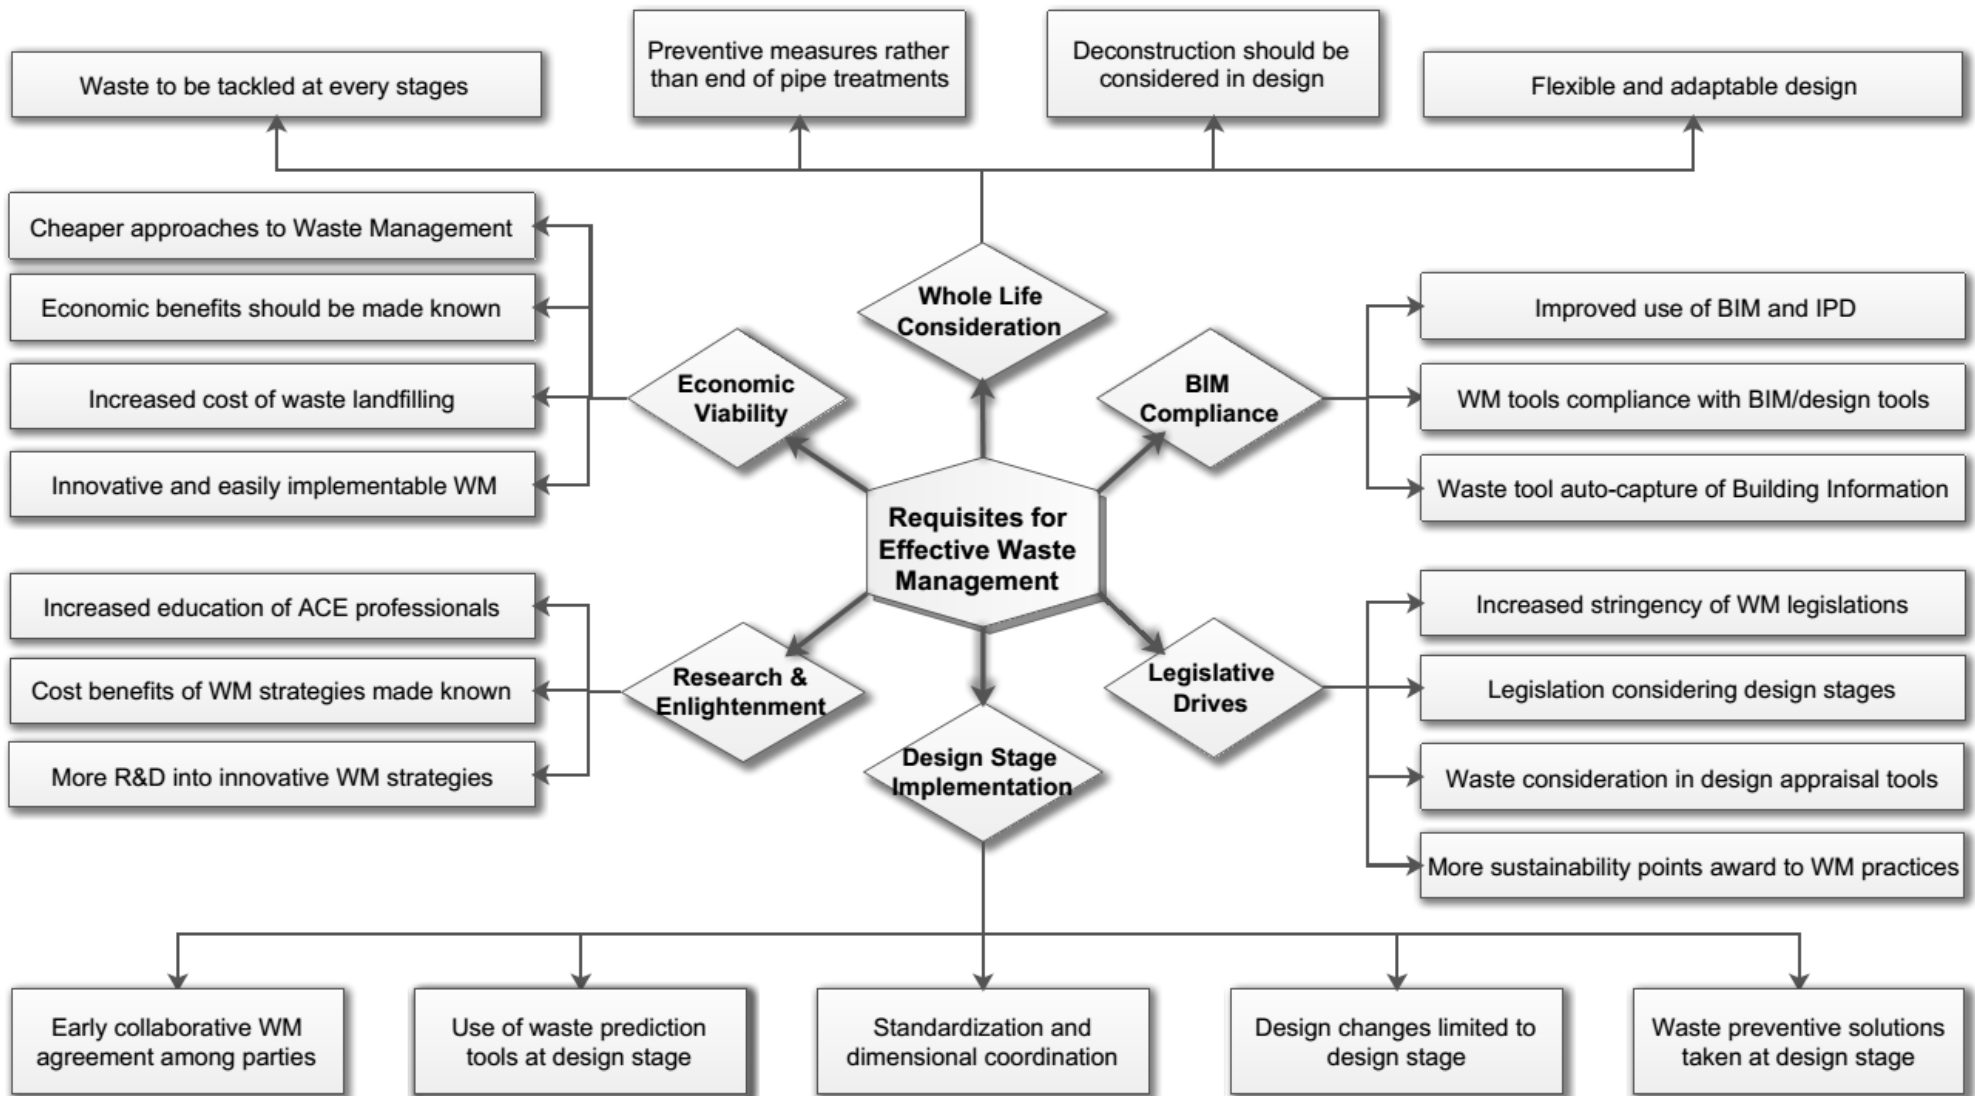 Waste to be tackled at every stages
Preventive measures rather
than end of pipe treatments
Deconstruction should be
considered in design
Flexible and adaptable design
Cheaper approaches to Waste Management
Economic benefits should be made known
Increased cost of waste landfilling
Innovative and easily implementable WM
Economic
Viability
Whole Life
Consideration
BIM
Compliance
Improved use of BIM and IPD
WM tools compliance with BIM/design tools
Waste tool auto-capture of Building Information
Requisites for
Effective Waste
Management
Increased education of ACE professionals
Cost benefits of WM strategies made known
More R&D into innovative WM strategies
Research &
Enlightenment
Design Stage
Implementation
Legislative
Drives
Increased stringency of WM legislations
Legislation considering design stages
Waste consideration in design appraisal tools
More sustainability points award to WM practices
Early collaborative WM
agreement among parties
Use of waste prediction
tools at design stage
Standardization and
dimensional coordination
Design changes limited to
design stage
Waste preventive solutions
taken at design stage